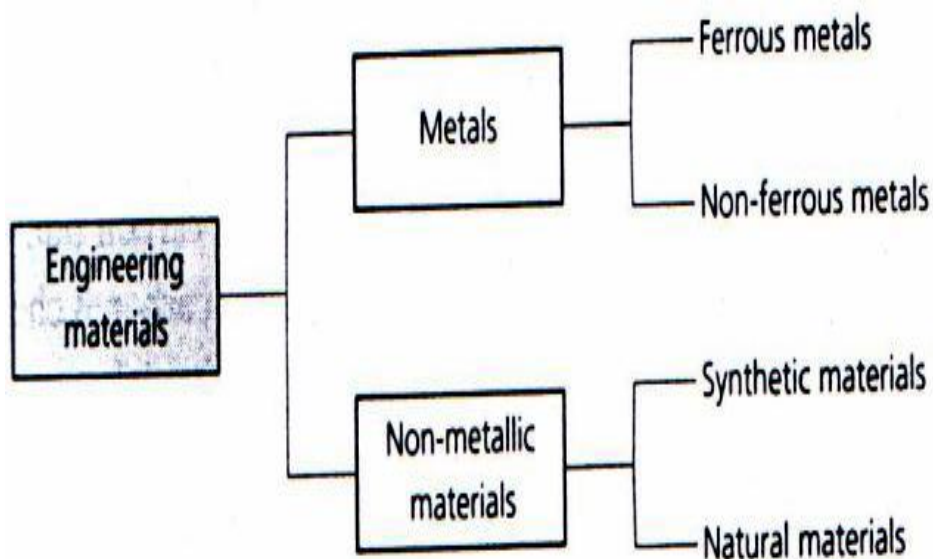 Ferrous metals
Metals
Non-ferrous metals
Engineering
materials
Synthetic materials
Non-metallic
materials
Natural materials